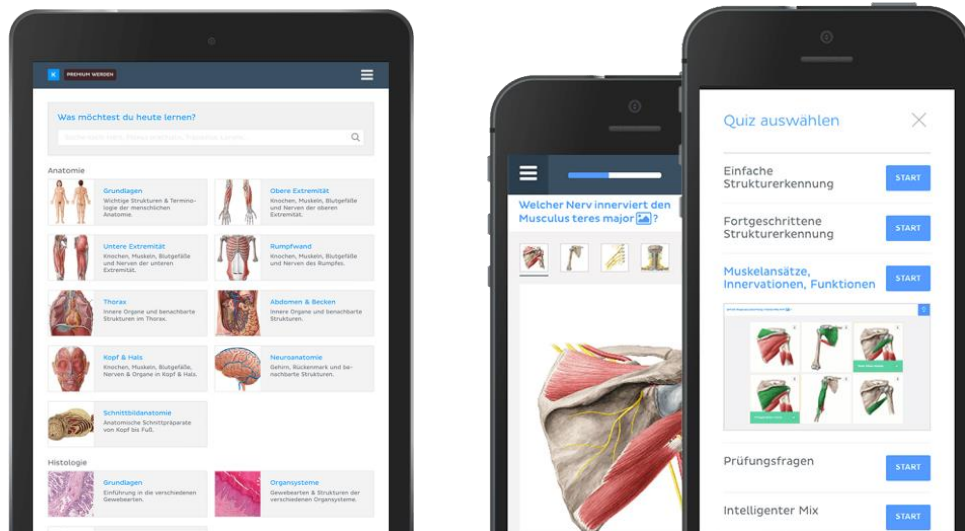 K PREMIUM WERDEN
Was möchtest du heute lernen?
Anatomie
Grundlagen
Wichtige Strukturen & Termino-
logie der menschlichen
Anatomie.
Obere Extremität
Knochen, Muskeln, Blutgefäße
und Nerven der oberen
Extremität.
Untere Extremität
Knochen, Muskeln, Blutgefäße
und Nerven der unteren
Extremität.
Rumpfwand
Knochen, Muskeln, Blutgefäße
und Nerven des Rumpfes.
Thorax
Innere Organe und benachbarte
Strukturen im Thorax.
Abdomen & Becken
Innere Organe und benachbarte
Strukturen.
Kopf & Hals
Knochen, Muskeln, Blutgefäße,
Nerven & Organe in Kopf & Hals.
Neuroanatomie
Gehirn, Rückenmark und be-
nachbarte Strukturen.
Schnittbildanatomie
Anatomische Schnittpräparate
von Kopf bis Fuß.
Histologie
Grundlagen
Einführung in die verschiedenen
Gewebearten.
Organsysteme
Gewebearten & Strukturen der
verschiedenen Organsysteme.
Welcher Nerv innerviert den
Musculus teres major ?
Quiz auswählen
Einfache
Strukturerkennung
START
Fortgeschrittene
Strukturerkennung
START
Muskelansätze,
Innervationen, Funktionen
START
Prüfungsfragen
START
Intelligenter Mix
START